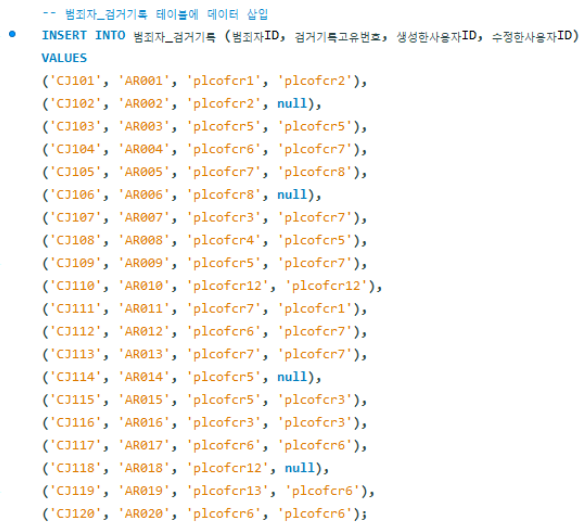 -- 범죄자_검거기록 테이블에 데이터 삽입
INSERT INTO 범죄자_검거기록 (범죄자ID, 검거기록고유번호, 생성한사용자ID, 수정한사용자ID)
VALUES
('CJ101', 'AR001', 'plcofcr1', 'plcofcr2'),
('CJ102', 'AR002', 'plcofcr2', null),
('CJ103', 'AR003', 'plcofcr5', 'plcofcr5'),
('CJ104', 'AR004', 'plcofcr6', 'plcofcr7'),
('CJ105', 'AR005', 'plcofcr7', 'plcofcr8'),
('CJ106', 'AR006', 'plcofcr8', null),
('CJ107', 'AR007', 'plcofcr3', 'plcofcr7'),
('CJ108', 'AR008', 'plcofcr4', 'plcofcr5'),
('CJ109', 'AR009', 'plcofcr5', 'plcofcr7'),
('CJ110', 'AR010', 'plcofcr12', 'plcofcr12'),
('CJ111', 'AR011', 'plcofcr7', 'plcofcr1'),
('CJ112', 'AR012', 'plcofcr6', 'plcofcr7'),
('CJ113', 'AR013', 'plcofcr7', 'plcofcr7'),
('CJ114', 'AR014', 'plcofcr5', null),
('CJ115', 'AR015', 'plcofcr5', 'plcofcr3'),
('CJ116', 'AR016', 'plcofcr3', 'plcofcr3'),
('CJ117', 'AR017', 'plcofcr6', 'plcofcr6'),
('CJ118', 'AR018', 'plcofcr12', null),
('CJ119', 'AR019', 'plcofcr13', 'plcofcr6'),
('CJ120', 'AR020', 'plcofcr6', 'plcofcr6');